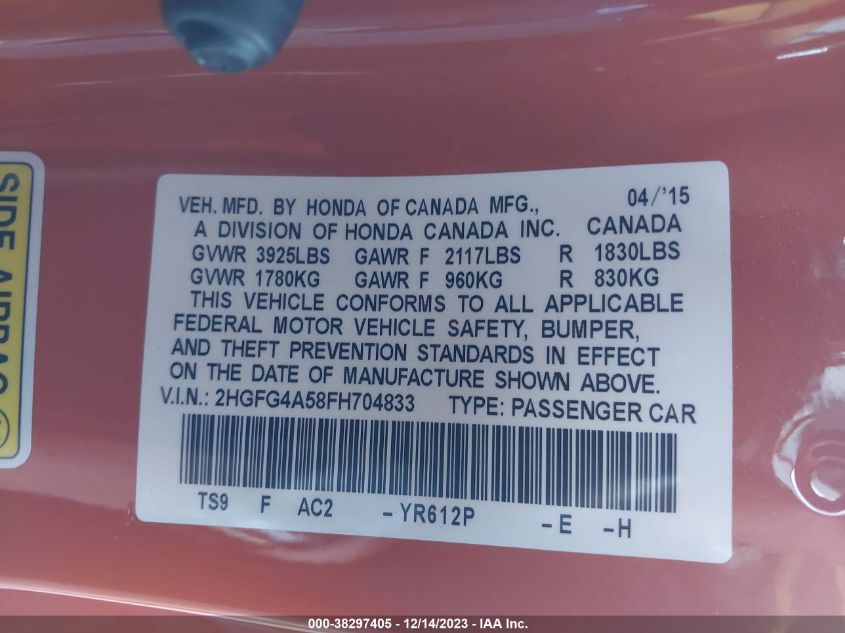 VEH. MFD. BY HONDA OF CANADA MFG., 04/'15
A DIVISION OF HONDA CANADA INC. CANADA
GVWR 3925LBS GAWR F 2117LBS R 1830LBS
GVWR 1780KG GAWR F 960KG R 830KG
THIS VEHICLE CONFORMS TO ALL APPLICABLE
FEDERAL MOTOR VEHICLE SAFETY, BUMPER,
AND THEFT PREVENTION STANDARDS IN EFFECT
ON THE DATE OF MANUFACTURE SHOWN ABOVE.
V.I.N.: 2HGFG4A58FH704833 TYPE: PASSENGER CAR
TS9 F AC2 -YR612P -E -H
SIDE AIRBAG
000-38297405 - 12/14/2023 - IAA Inc.